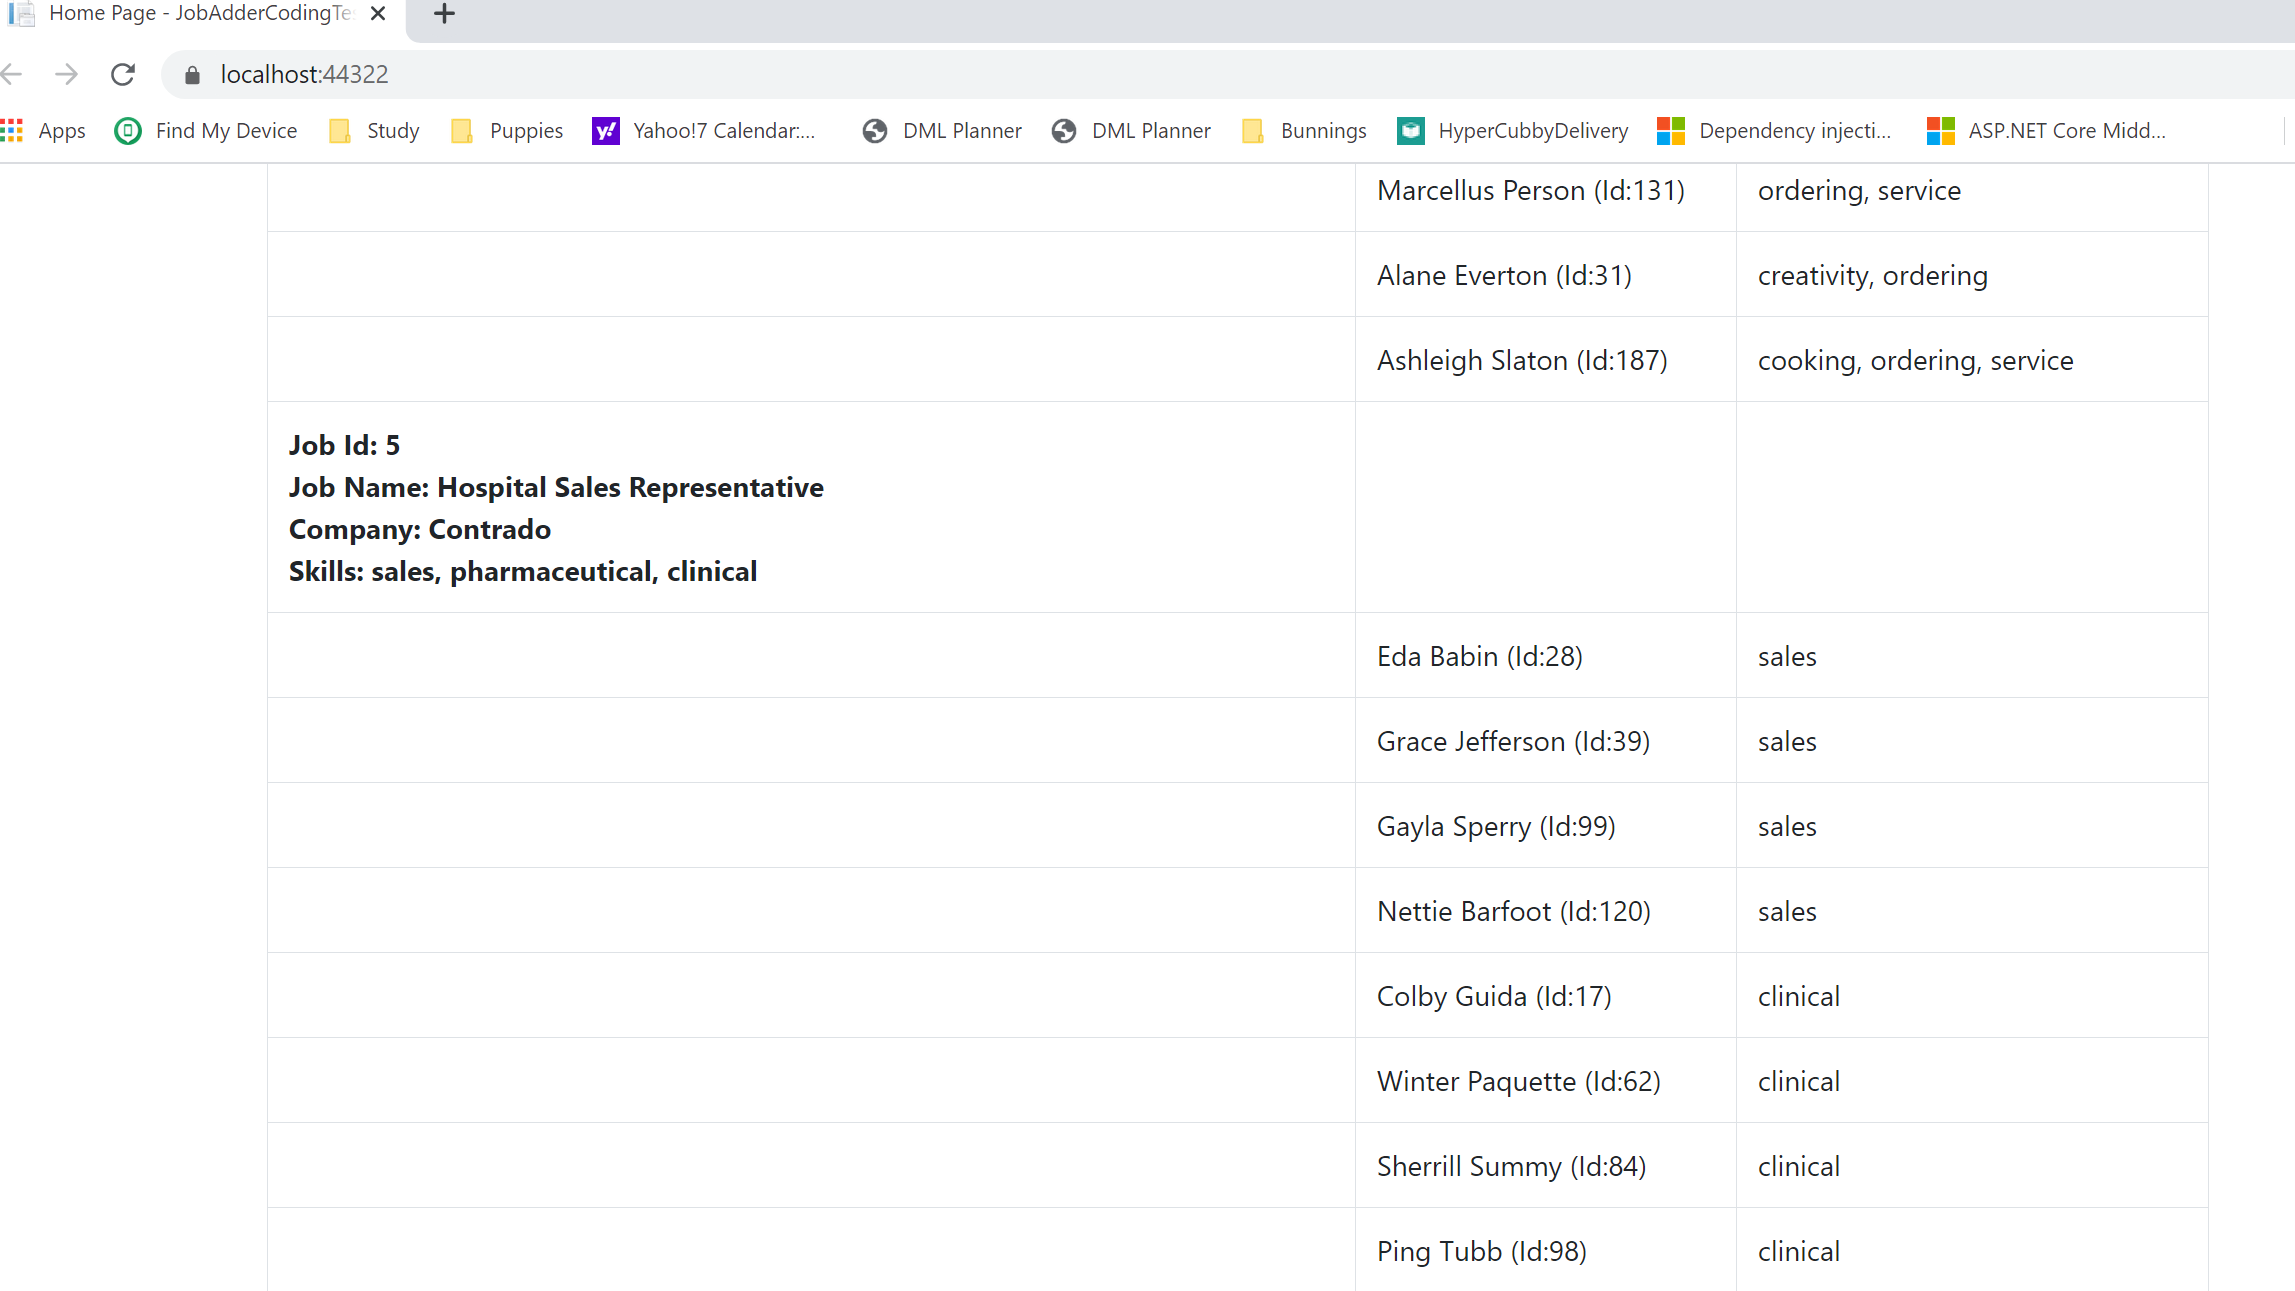 Home Page - JobAdderCodingTe
localhost:44322
Apps Find My Device Study Puppies Yahoo!7 Calendar:... DML Planner DML Planner Bunnings HyperCubbyDelivery Dependency injecti... ASP.NET Core Midd...
Marcellus Person (Id:131) ordering, service
Alane Everton (Id:31) creativity, ordering
Ashleigh Slaton (Id:187) cooking, ordering, service
Job Id: 5
Job Name: Hospital Sales Representative
Company: Contrado
Skills: sales, pharmaceutical, clinical
Eda Babin (Id:28) sales
Grace Jefferson (Id:39) sales
Gayla Sperry (Id:99) sales
Nettie Barfoot (Id:120) sales
Colby Guida (Id:17) clinical
Winter Paquette (Id:62) clinical
Sherrill Summy (Id:84) clinical
Ping Tubb (Id:98) clinical